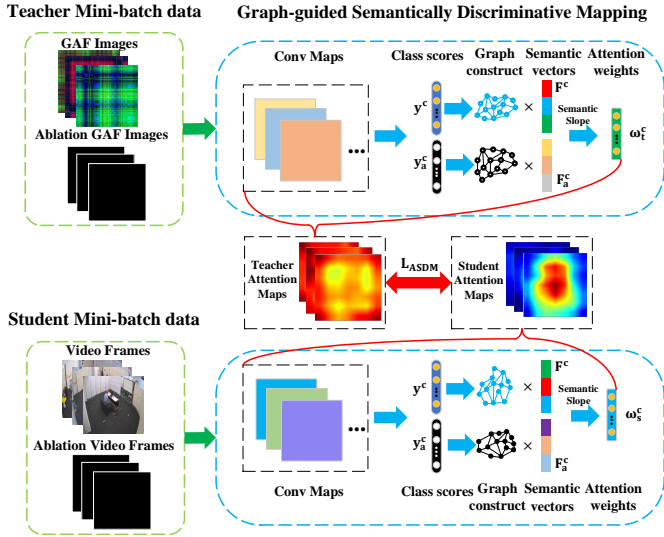 Teacher Mini-batch data
Graph-guided Semantically Discriminative Mapping
GAF Images
Ablation GAF Images
Conv Maps
Class scores
Graph construct
Semantic vectors
Attention weights
y^c
y_a^c
×
×
F^c
Semantic Slope
F_a^c
ω_t^c
•••
Teacher Attention Maps
L_ASDM
Student Attention Maps
Student Mini-batch data
Video Frames
Ablation Video Frames
•••
Conv Maps
y^c
y_a^c
×
×
F^c
Semantic Slope
F_a^c
ω_s^c
Class scores
Graph construct
Semantic vectors
Attention weights